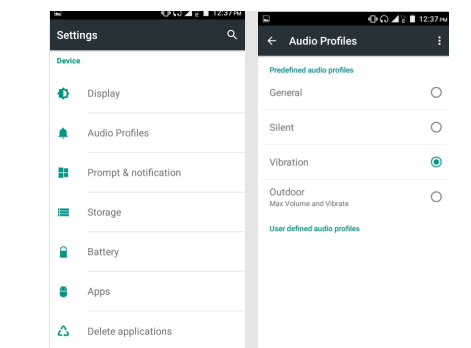 12:37 PM
Settings
Device
Display
Audio Profiles
Prompt & notification
Storage
Battery
Apps
Delete applications
12:37 PM
Audio Profiles
Predefined audio profiles
General
Silent
Vibration
Outdoor
Max Volume and Vibrate
User defined audio profiles